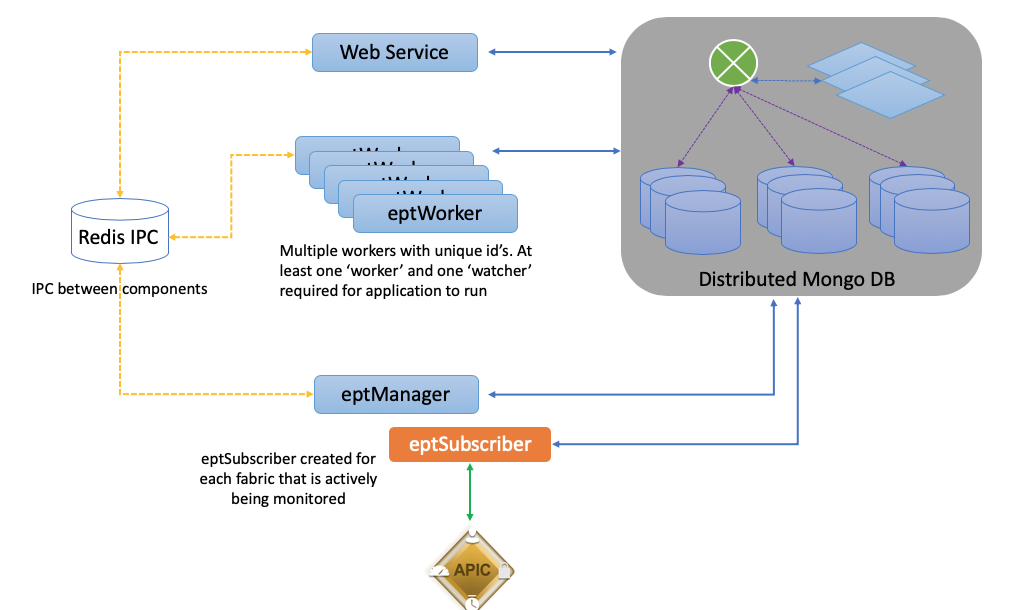 Web Service
eptWorker
Redis IPC
Multiple workers with unique id’s. At
least one ‘worker’ and one ‘watcher’
required for application to run
IPC between components
Distributed Mongo DB
eptManager
eptSubscriber
eptSubscriber created for
each fabric that is actively
being monitored
APIC